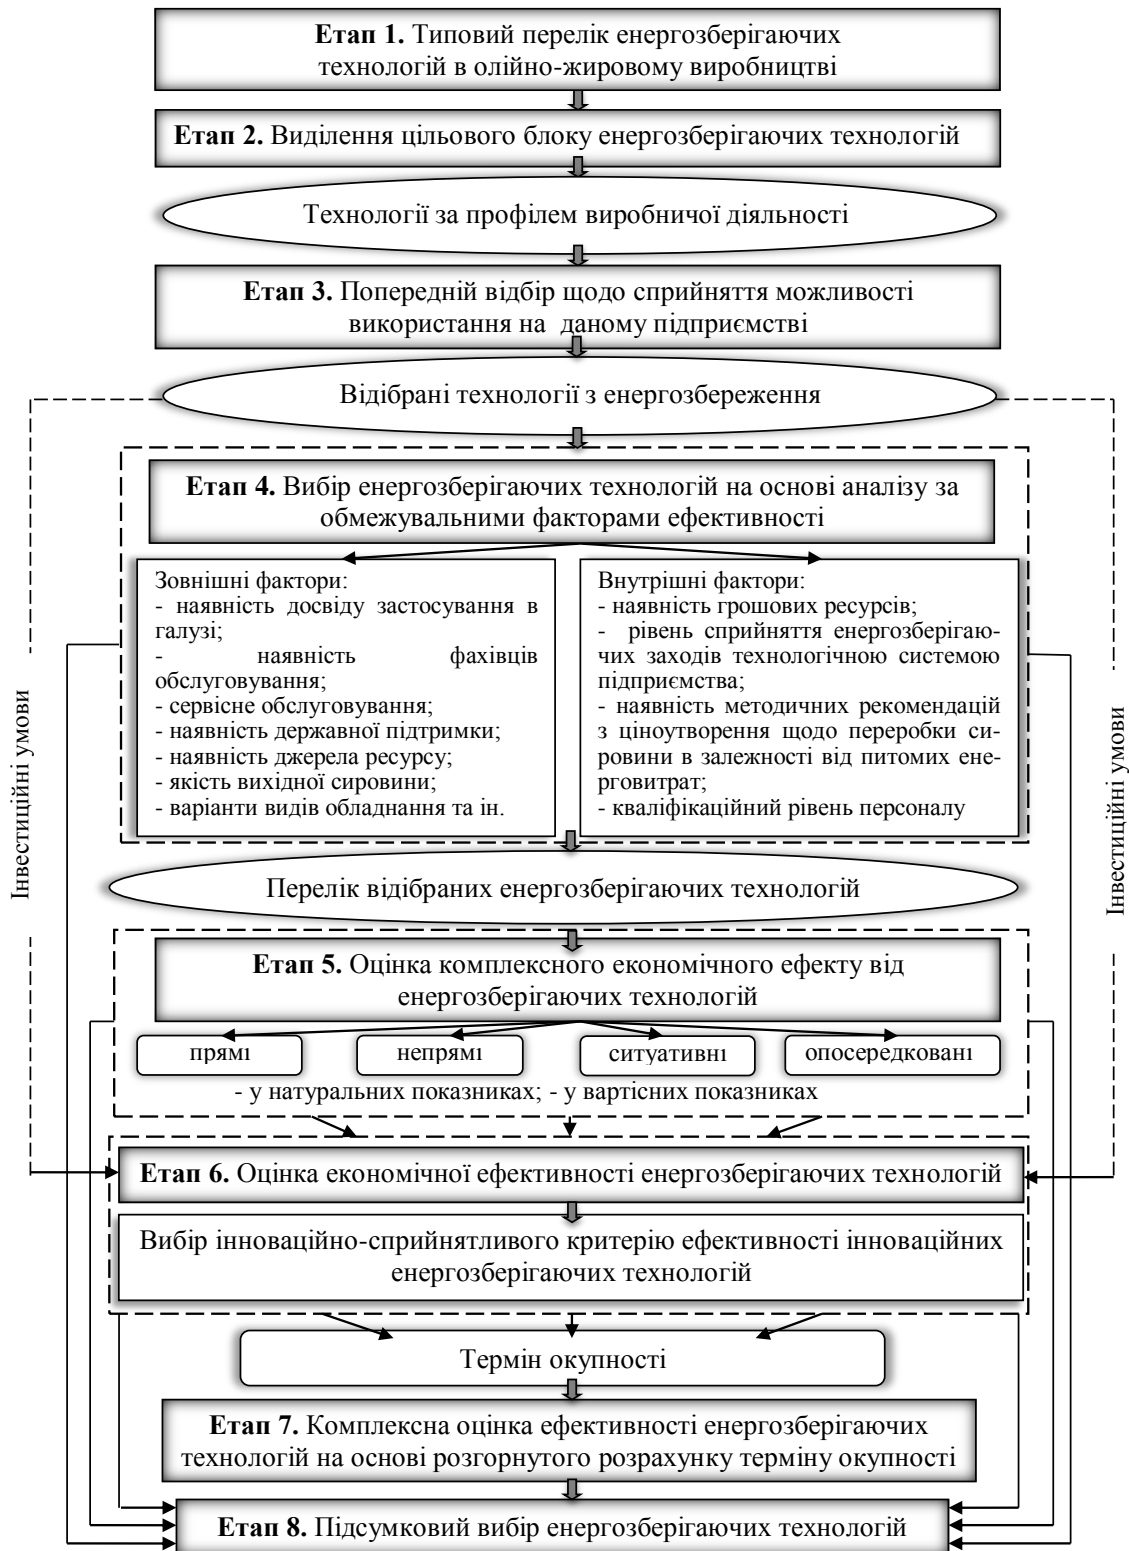 Етап 1. Типовий перелік енергозберігаючих
технологій в олійно-жировому виробництві
Етап 2. Виділення цільового блоку енергозберігаючих технологій
Технології за профілем виробничої діяльності
Етап 3. Попередній відбір щодо сприйняття можливості
використання на даному підприємстві
Відібрані технології з енергозбереження
Етап 4. Вибір енергозберігаючих технологій на основі аналізу за
обмежувальними факторами ефективності
Зовнішні фактори:
- наявність досвіду застосування в
галузі;
- наявність фахівців
обслуговування;
- сервісне обслуговування;
- наявність державної підтримки;
- наявність джерела ресурсу;
- якість вихідної сировини;
- варіанти видів обладнання та ін.
Внутрішні фактори:
- наявність грошових ресурсів;
- рівень сприйняття енергозберігаю-
чих заходів технологічною системою
підприємства;
- наявність методичних рекомендацій
з ціноутворення щодо переробки си-
ровини в залежності від питомих ене-
рговитрат;
- кваліфікаційний рівень персоналу
Інвестиційні умови
Інвестиційні умови
Перелік відібраних енергозберігаючих технологій
Етап 5. Оцінка комплексного економічного ефекту від
енергозберігаючих технологій
прямі
непрямі
ситуативні
опосередковані
- у натуральних показниках; - у вартісних показниках
Етап 6. Оцінка економічної ефективності енергозберігаючих технологій
Вибір інноваційно-сприйнятливого критерію ефективності інноваційних
енергозберігаючих технологій
Термін окупності
Етап 7. Комплексна оцінка ефективності енергозберігаючих
технологій на основі розгорнутого розрахунку терміну окупності
Етап 8. Підсумковий вибір енергозберігаючих технологій